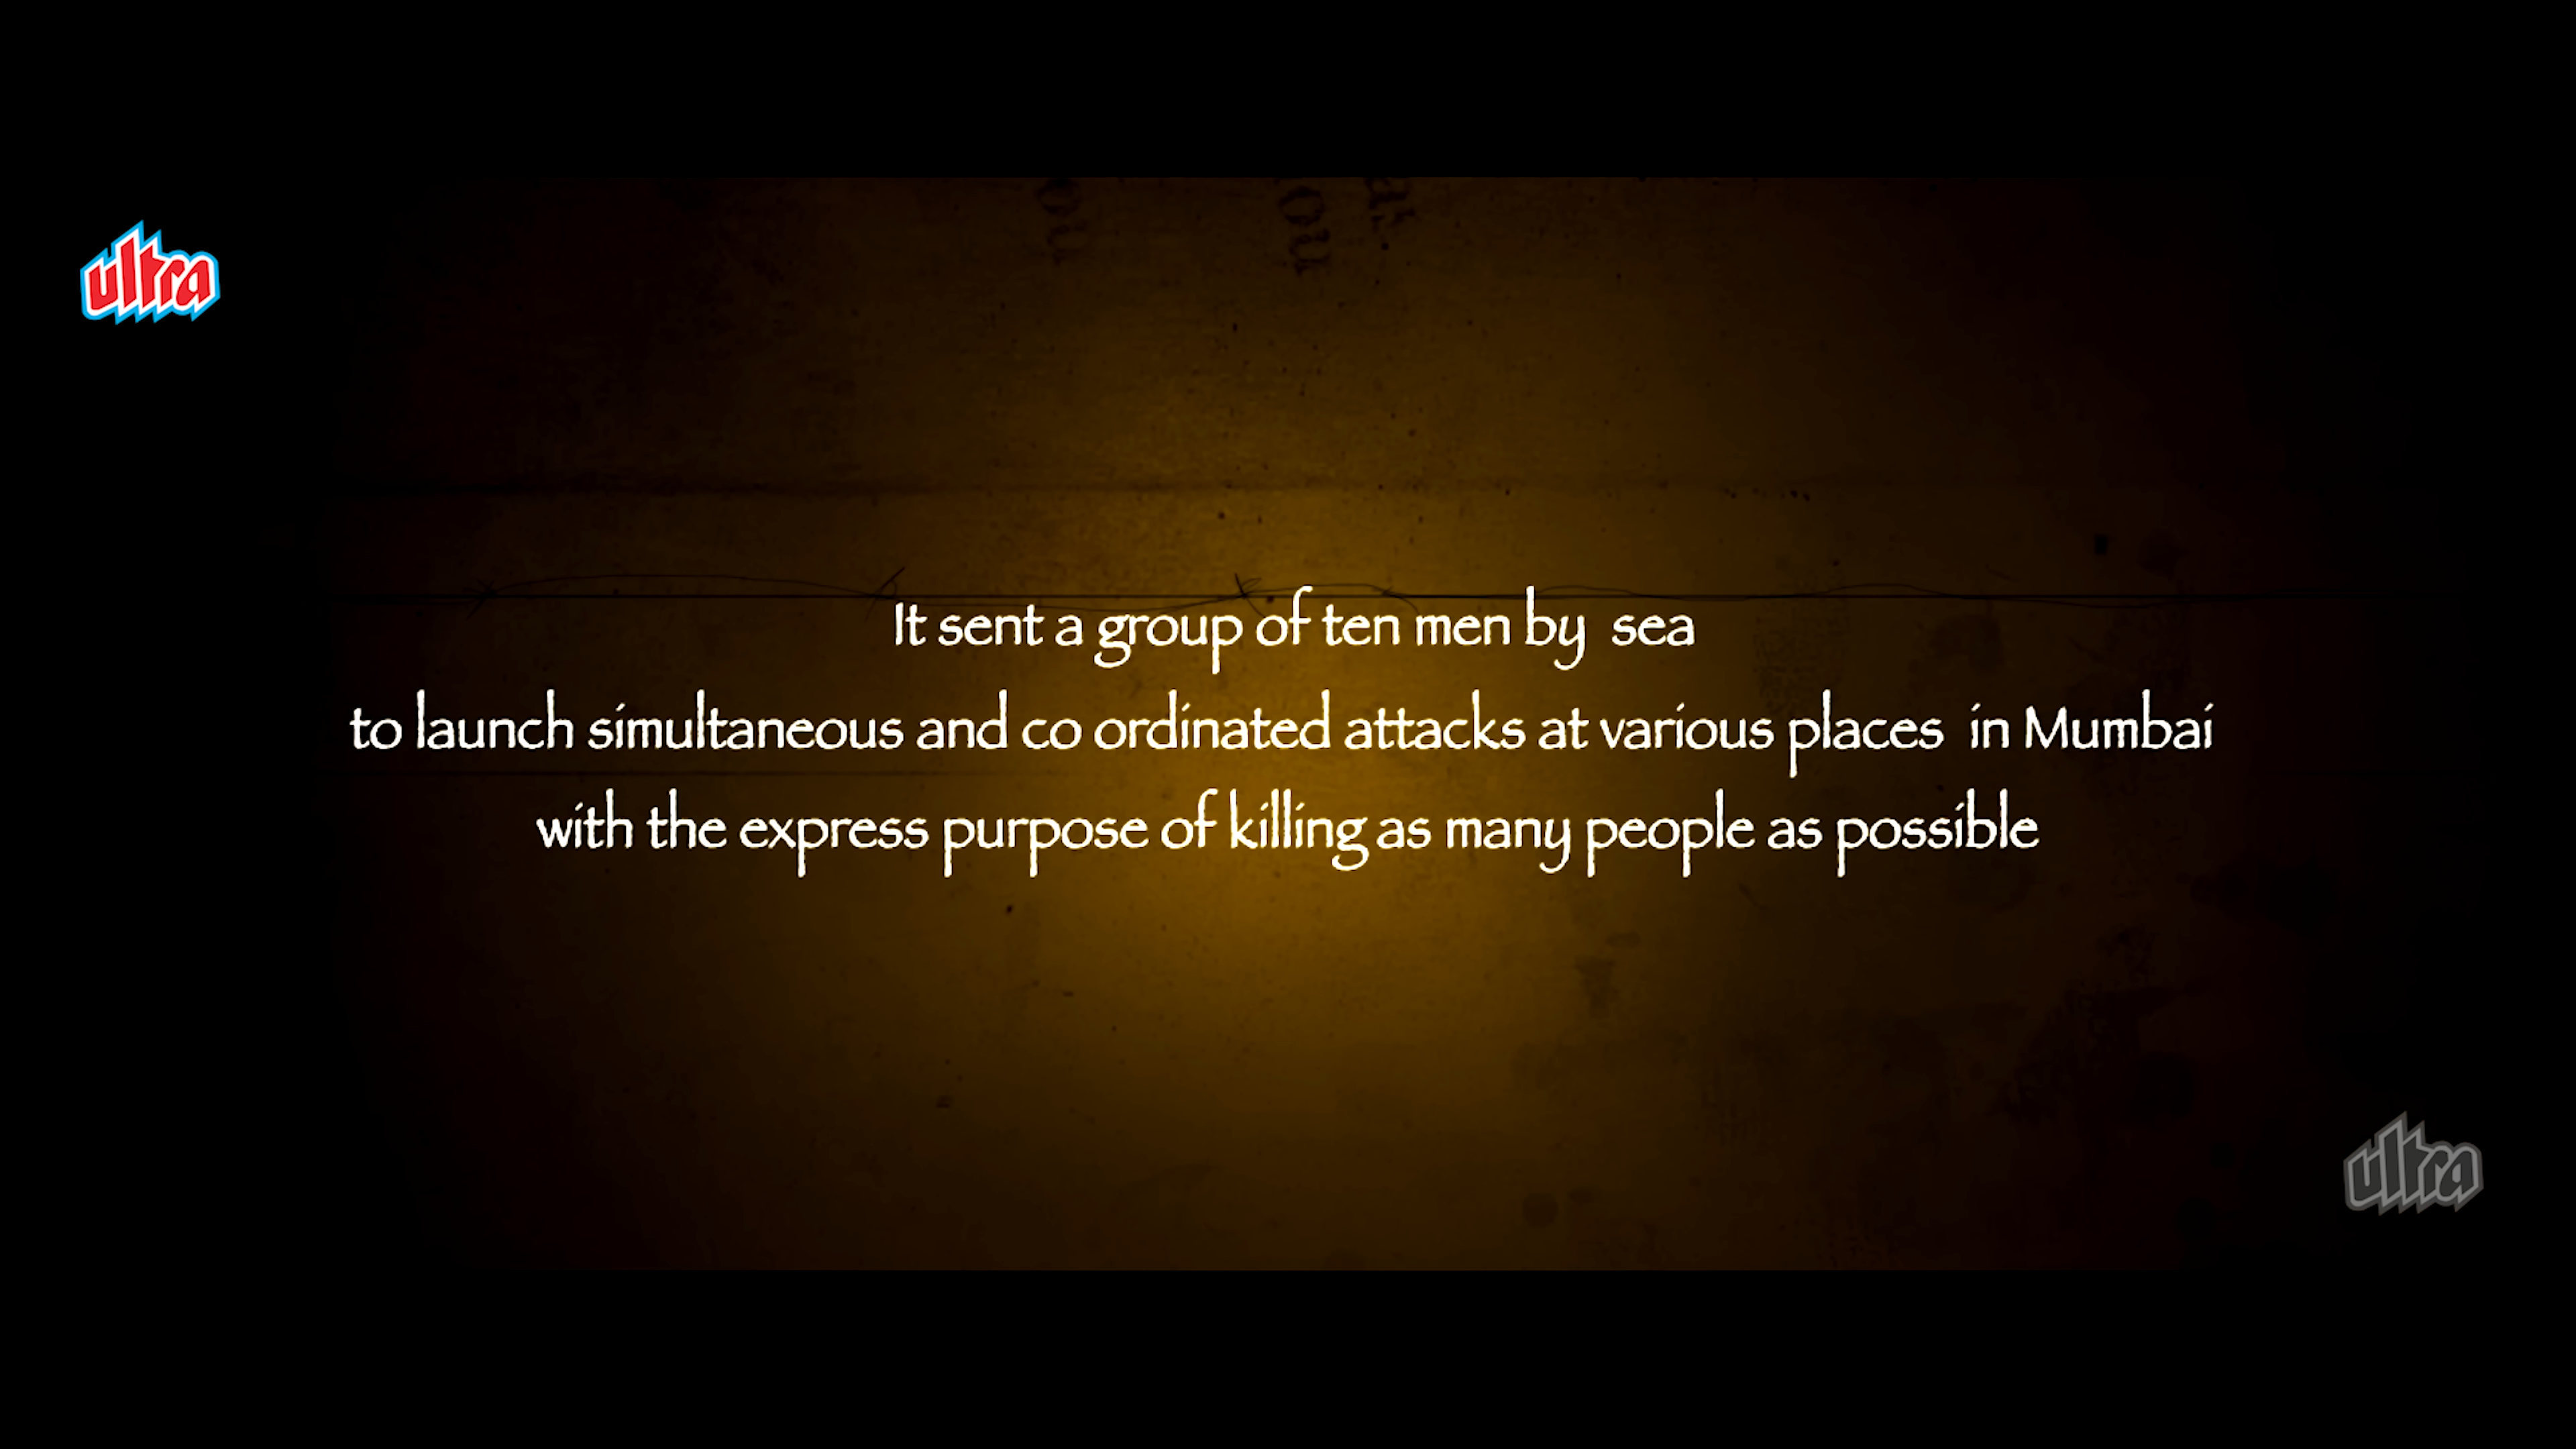 ultra
It sent a group of ten men by sea
to launch simultaneous and co ordinated attacks at various places in Mumbai
with the express purpose of killing as many people as possible
ultra